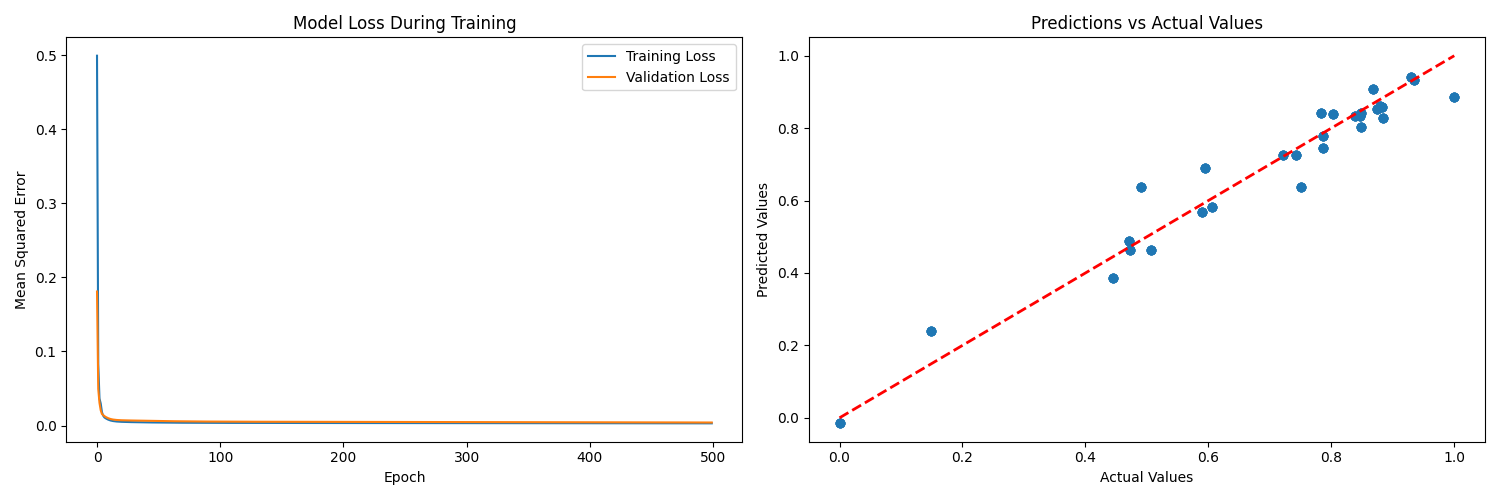 Model Loss During Training
Training Loss
Validation Loss
0.5
0.4
0.3
0.2
0.1
0.0
Mean Squared Error
0 100 200 300 400 500
Epoch
Predictions vs Actual Values
1.0
0.8
0.6
0.4
0.2
0.0
Predicted Values
0.0 0.2 0.4 0.6 0.8 1.0
Actual Values